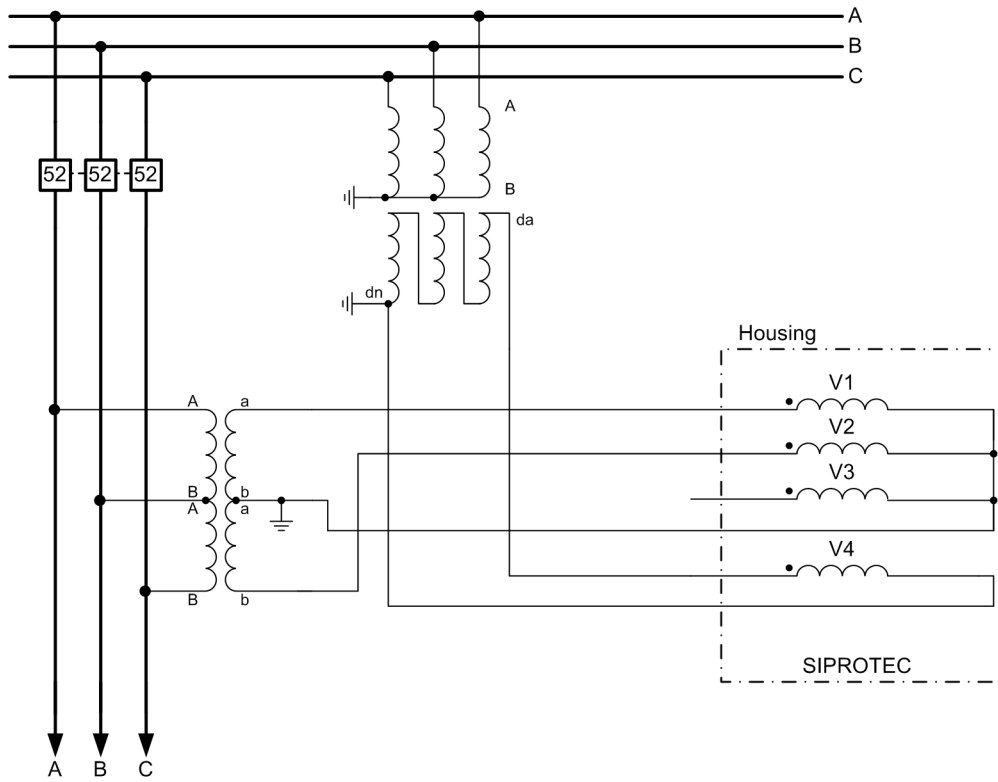 A
B
C
A
52 52 52
B
da
dn
Housing
V1
A a
V2
V3
B b
A a
V4
B b
SIPROTEC
A B C